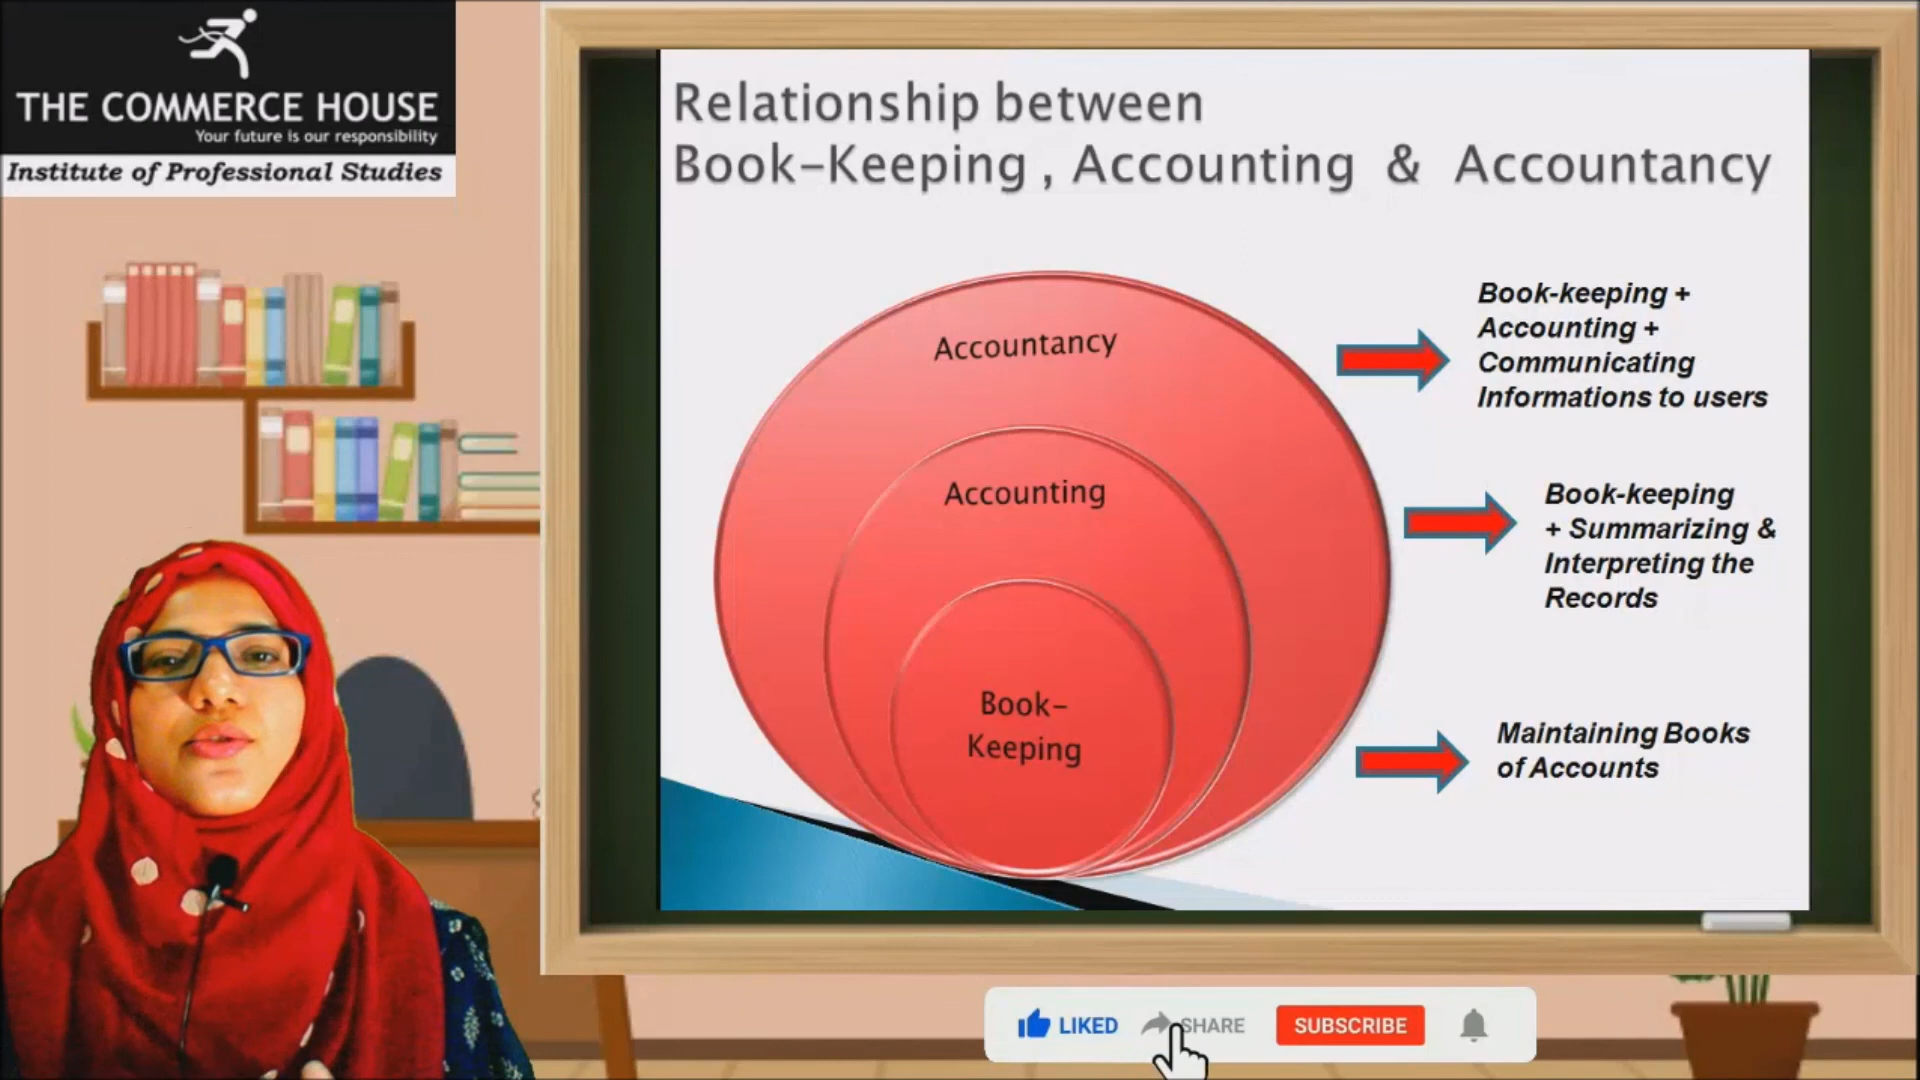 THE COMMERCE HOUSE
Your future is our responsibility
Institute of Professional Studies
Relationship between
Book-Keeping , Accounting & Accountancy
Accountancy
Accounting
Book-
Keeping
Book-keeping +
Accounting +
Communicating
Informations to users
Book-keeping
+ Summarizing &
Interpreting the
Records
Maintaining Books
of Accounts
LIKED
SHARE
SUBSCRIBE